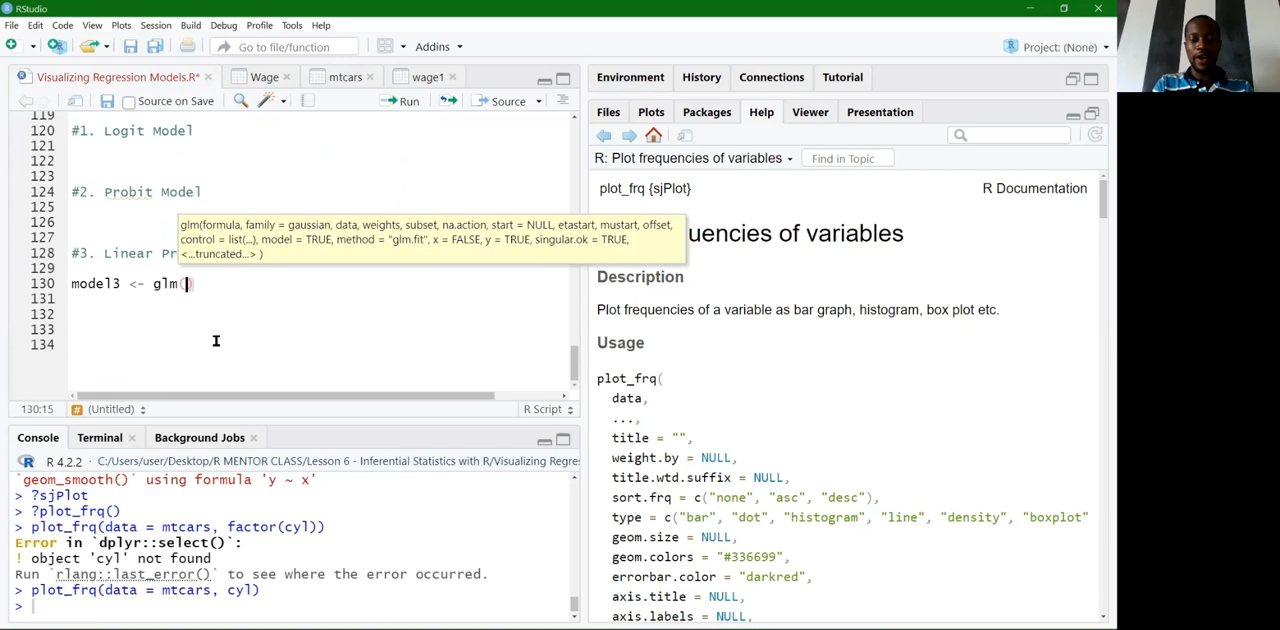 RStudio
File Edit Code View Plots Session Build Debug Profile Tools Help
Go to file/function Addins Project: (None)
Visualizing Regression Models.R* Wage mtcars wage1
Source on Save Run Source
119
120 #1. Logit Model
121
122
123
124 #2. Probit Model
125
126
127
128 #3. Linear Pr
129
130 model3 <- glm()
131
132
133
134
glm(formula, family = gaussian, data, weights, subset, na.action, start = NULL, etastart, mustart, offset,
control = list(...), model = TRUE, method = "glm.fit", x = FALSE, y = TRUE, singular.ok = TRUE,
<...truncated...> )
130:15 # (Untitled) R Script
Console Terminal Background Jobs
R 4.2.2 · C:/Users/user/Desktop/R MENTOR CLASS/Lesson 6 - Inferential Statistics with R/Visualizing Regre
`geom_smooth()` using formula 'y ~ x'
> ?sjPlot
> ?plot_frq()
> plot_frq(data = mtcars, factor(cyl))
Error in `dplyr::select()`:
! object 'cyl' not found
Run `rlang::last_error()` to see where the error occurred.
> plot_frq(data = mtcars, cyl)
>
Environment History Connections Tutorial
Files Plots Packages Help Viewer Presentation
R: Plot frequencies of variables Find in Topic
plot_frq {sjPlot} R Documentation
uencies of variables
Description
Plot frequencies of a variable as bar graph, histogram, box plot etc.
Usage
plot_frq(
data,
...,
title = "",
weight.by = NULL,
title.wtd.suffix = NULL,
sort.frq = c("none", "asc", "desc"),
type = c("bar", "dot", "histogram", "line", "density", "boxplot"
geom.size = NULL,
geom.colors = "#336699",
errorbar.color = "darkred",
axis.title = NULL,
axis.labels = NULL,